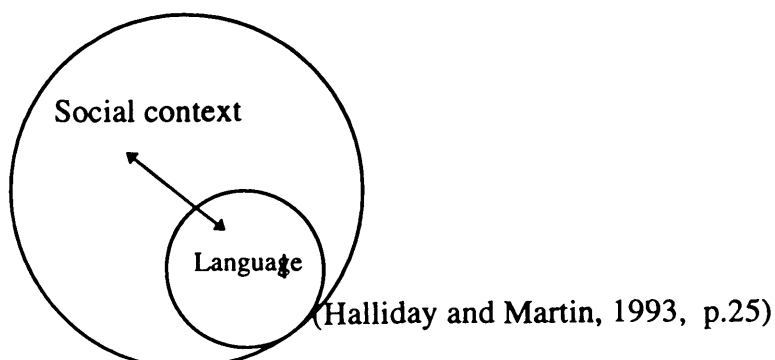 Social context
Language
(Halliday and Martin, 1993, p.25)